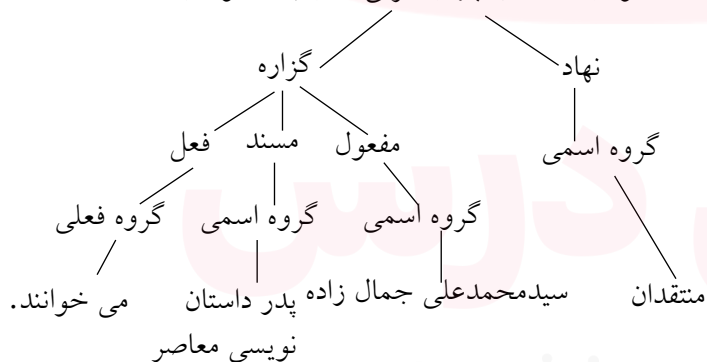 نهاد گزاره
گروه اسمی مفعول مسند فعل
گروه اسمی گروه اسمی گروه فعلی
منتقدان سیدمحمدعلی جمال زاده پدر داستان می خوانند.
نویسی معاصر
درس